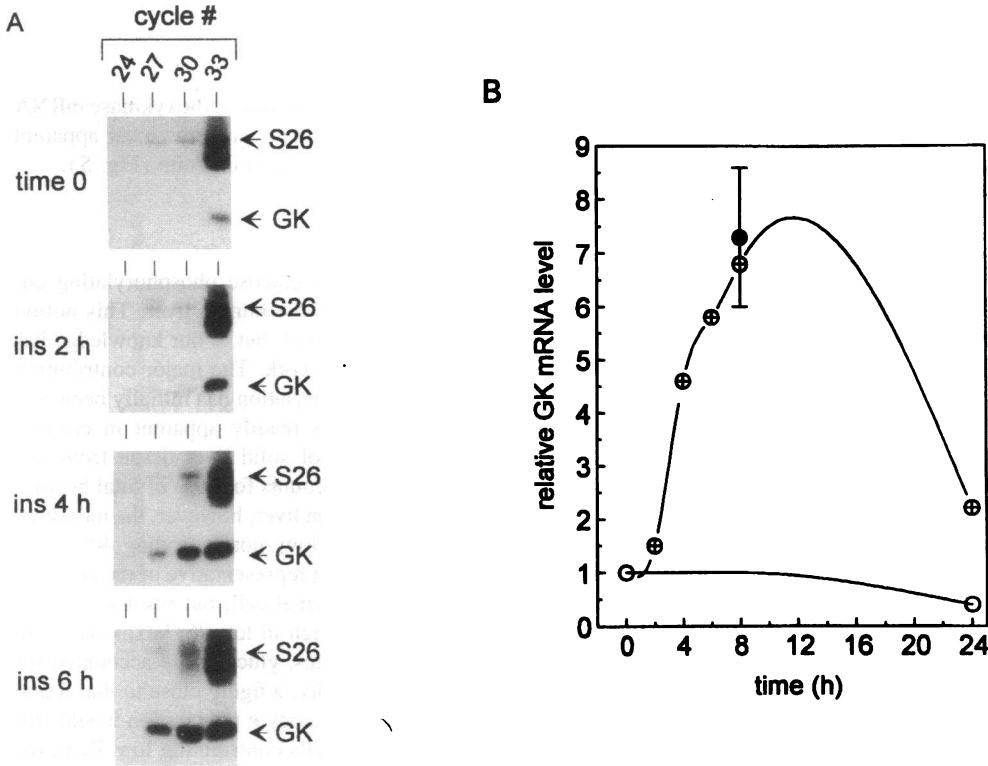 A
cycle #
24 27 30 33
time 0
S26
GK
ins 2 h
S26
GK
ins 4 h
S26
GK
ins 6 h
S26
GK
B
relative GK mRNA level
9
8
7
6
5
4
3
2
1
0
0 4 8 12 16 20 24
time (h)